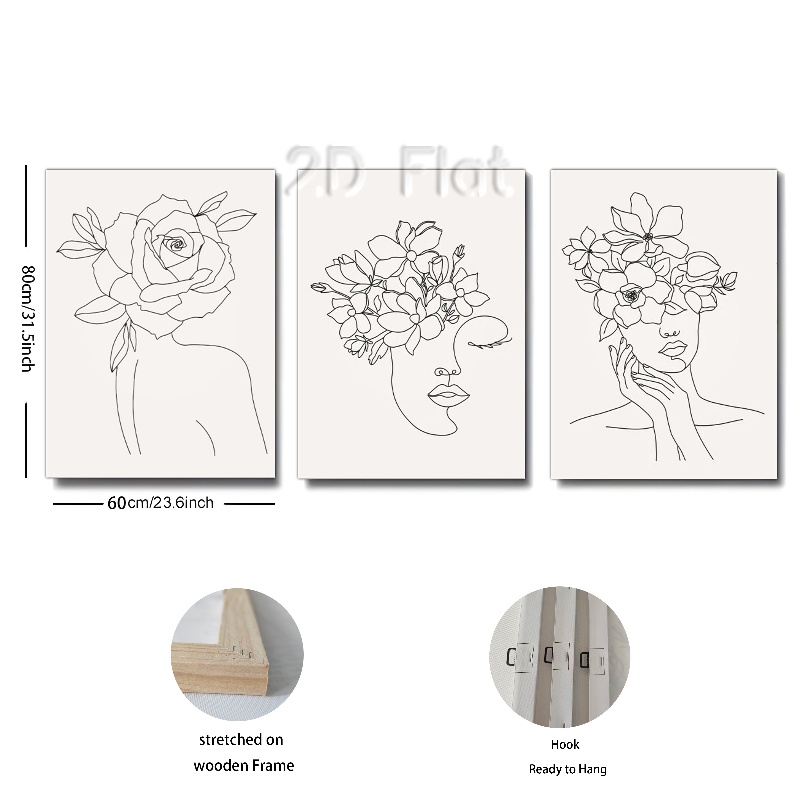 2D Flat
80cm/31.5inch
60cm/23.6inch
stretched on
wooden Frame
Hook
Ready to Hang